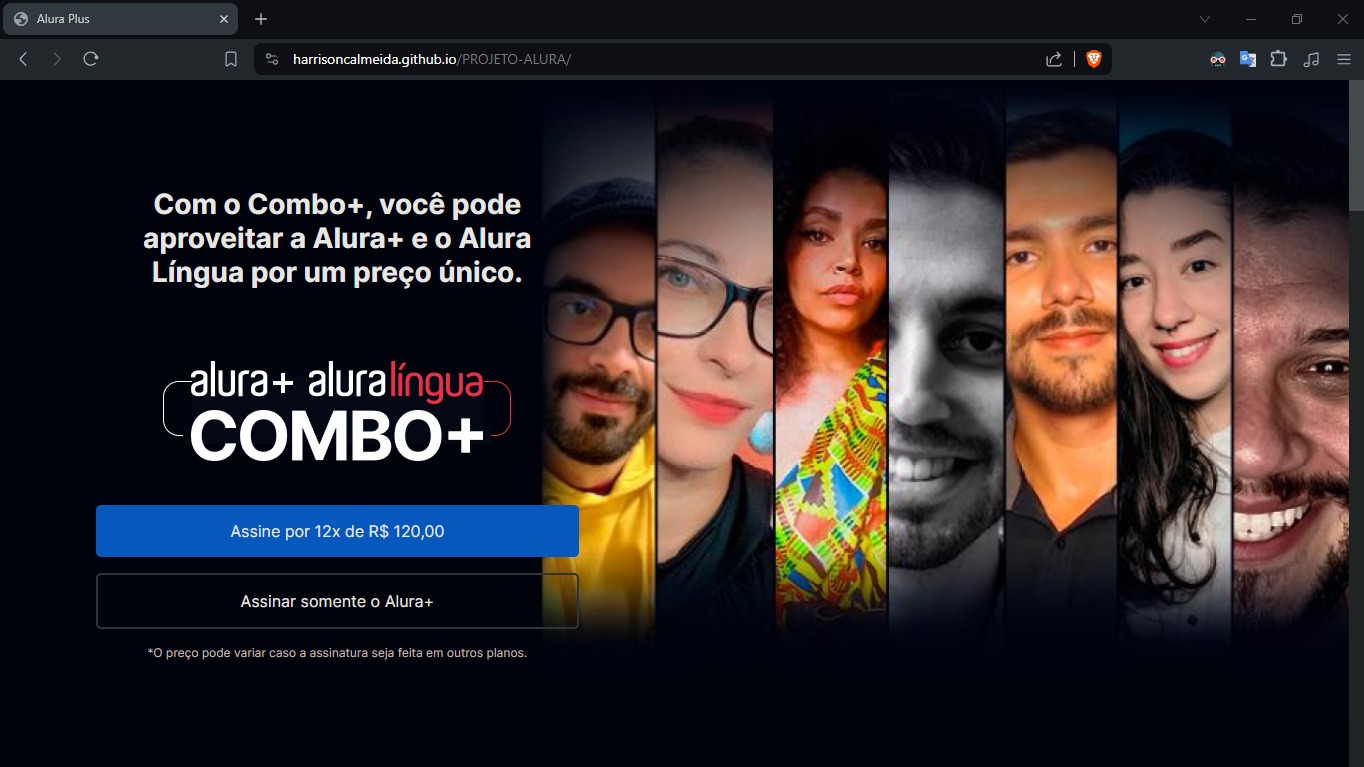 Alura Plus
harrisoncalmeida.github.io/PROJETO-ALURA/
Com o Combo+, você pode
aproveitar a Alura+ e o Alura
Língua por um preço único.
alura+ aluralíngua
COMBO+
Assine por 12x de R$ 120,00
Assinar somente o Alura+
*O preço pode variar caso a assinatura seja feita em outros planos.